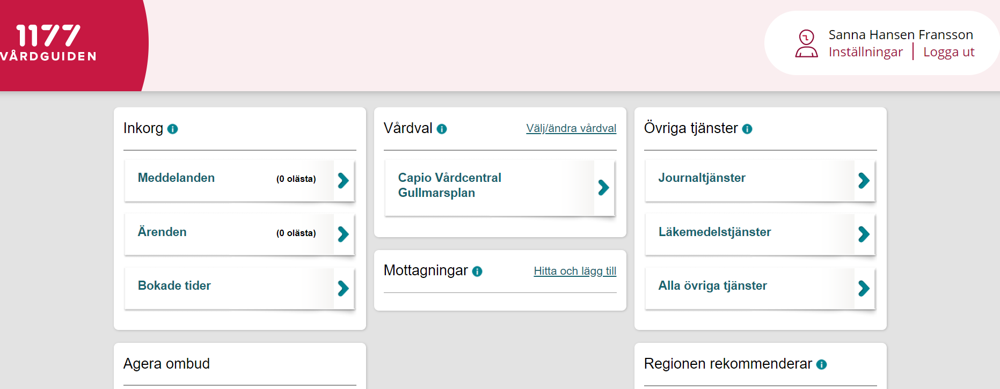 1177
VÅRDGUIDEN
Sanna Hansen Fransson
Inställningar | Logga ut
Inkorg
Meddelanden (0 olästa)
Ärenden (0 olästa)
Bokade tider
Agera ombud
Vårdval Välj/ändra vårdval
Capio Vårdcentral
Gullmarsplan
Mottagningar Hitta och lägg till
Övriga tjänster
Journaltjänster
Läkemedelstjänster
Alla övriga tjänster
Regionen rekommenderar